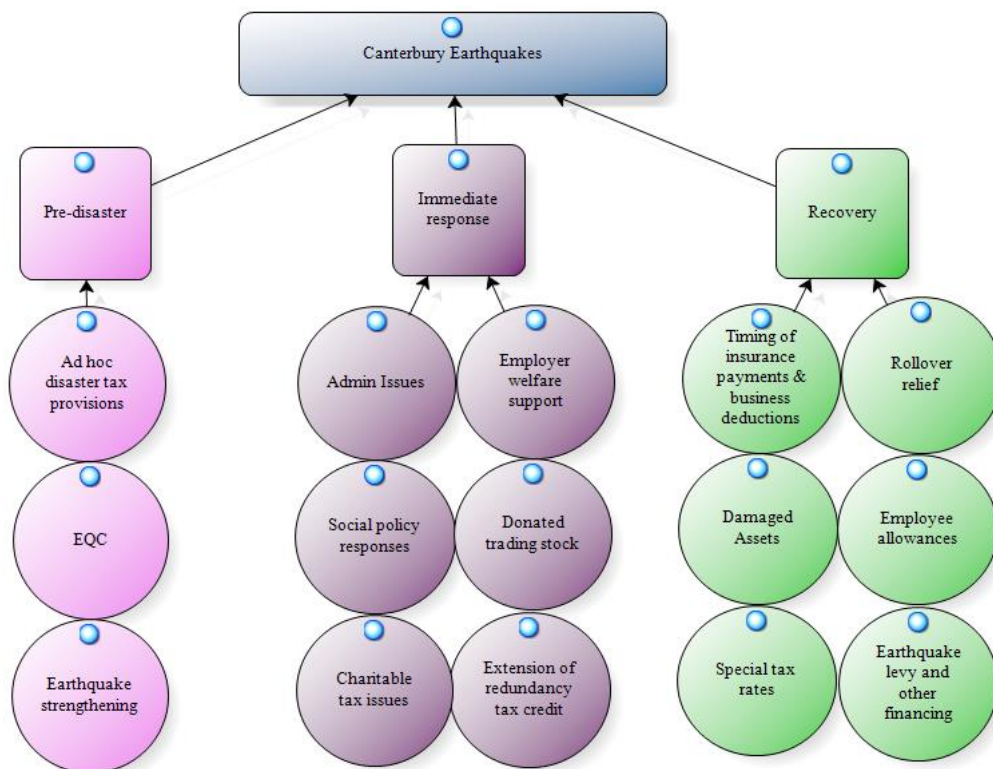 Canterbury Earthquakes
Pre-disaster
Immediate
response
Recovery
Ad hoc
disaster tax
provisions
EQC
Earthquake
strengthening
Admin Issues
Employer
welfare
support
Social policy
responses
Donated
trading stock
Charitable
tax issues
Extension of
redundancy
tax credit
Timing of
insurance
payments &
business
deductions
Rollover
relief
Damaged
Assets
Employee
allowances
Special tax
rates
Earthquake
levy and
other
financing